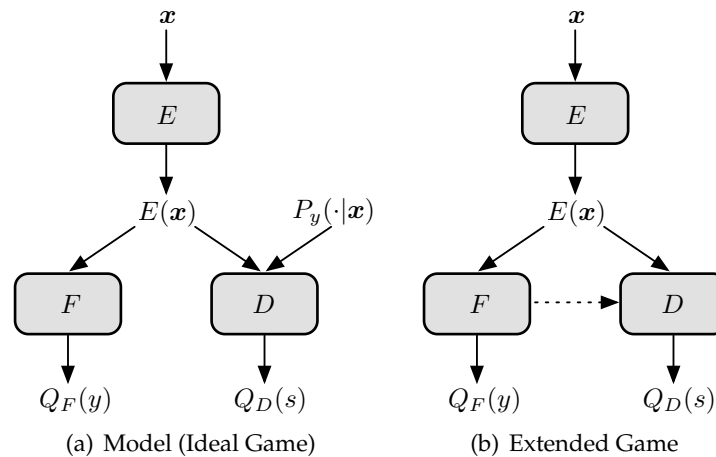 x x
E E
E(x) P_y(·|x) E(x)
F D F D
Q_F(y) Q_D(s) Q_F(y) Q_D(s)
(a) Model (Ideal Game) (b) Extended Game